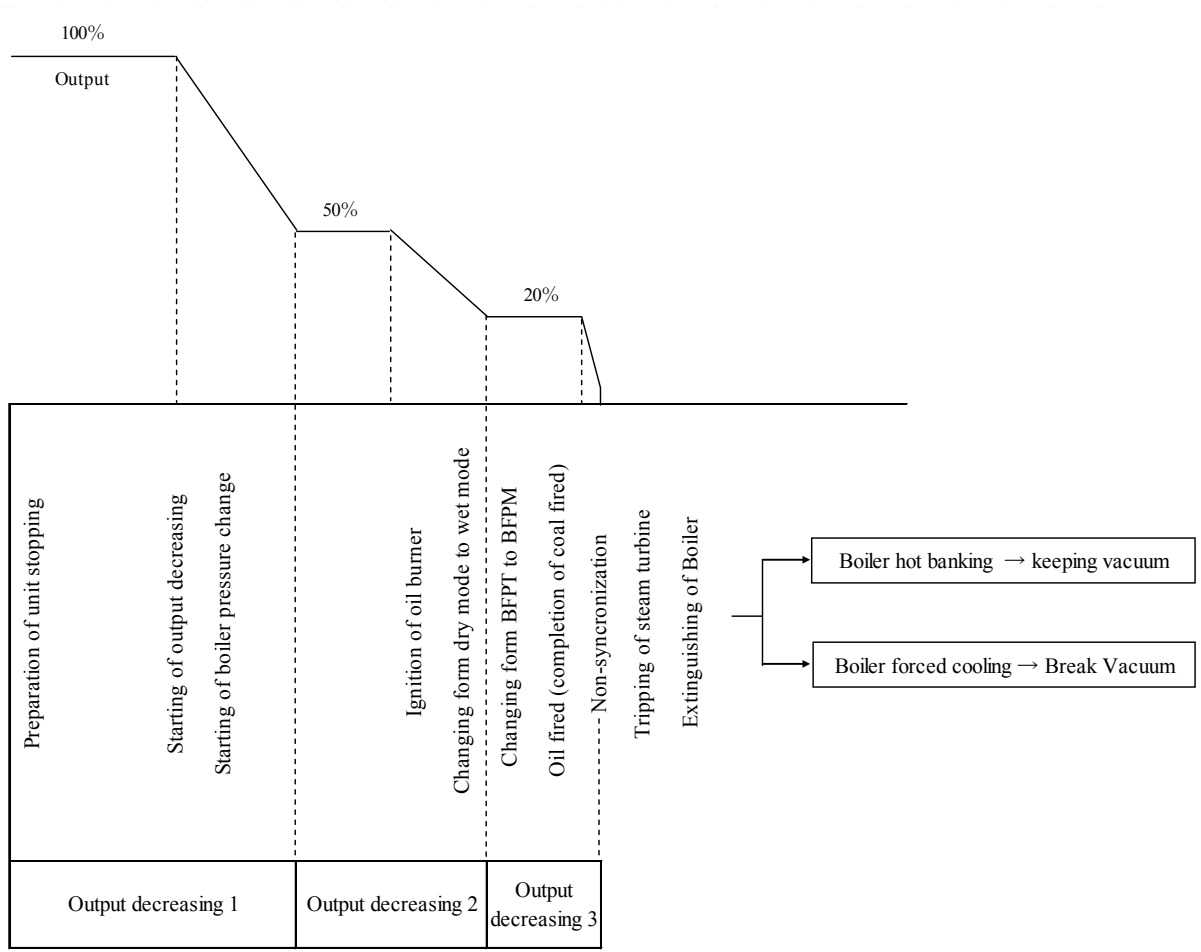 100%
Output
50%
20%
Preparation of unit stopping
Starting of output decreasing
Starting of boiler pressure change
Ignition of oil burner
Changing form dry mode to wet mode
Changing form BFPT to BFPM
Oil fired (completion of coal fired)
Non-syncronization
Tripping of steam turbine
Extinguishing of Boiler
Boiler hot banking → keeping vacuum
Boiler forced cooling → Break Vacuum
Output decreasing 1
Output decreasing 2
Output
decreasing 3